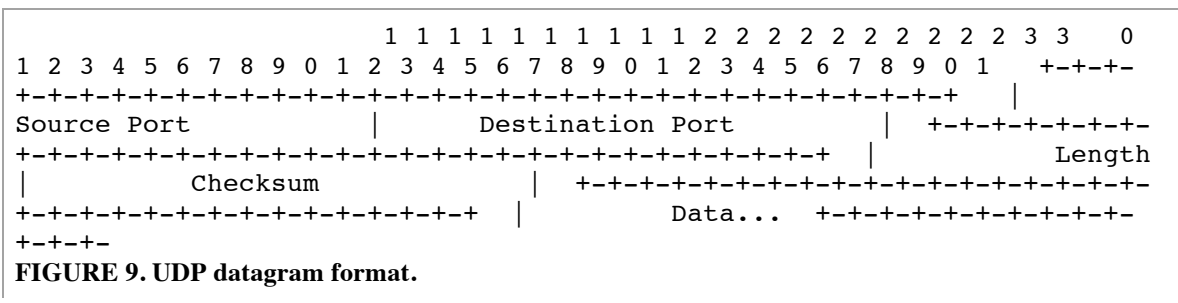 1 1 1 1 1 1 1 1 1 1 2 2 2 2 2 2 2 2 2 2 3 3   0
1 2 3 4 5 6 7 8 9 0 1 2 3 4 5 6 7 8 9 0 1 2 3 4 5 6 7 8 9 0 1   +-+-+-
+-+-+-+-+-+-+-+-+-+-+-+-+-+-+-+-+-+-+-+-+-+-+-+-+-+-+-+-+-+   |
Source Port           |      Destination Port         |  +-+-+-+-+-+-+-
+-+-+-+-+-+-+-+-+-+-+-+-+-+-+-+-+-+-+-+-+-+-+-+-+-+  |           Length
|          Checksum             |  +-+-+-+-+-+-+-+-+-+-+-+-+-+-+-+-+-+-
+-+-+-+-+-+-+-+-+-+-+-+-+-+-+  |         Data...  +-+-+-+-+-+-+-+-+-+-
+-+-+-
FIGURE 9. UDP datagram format.